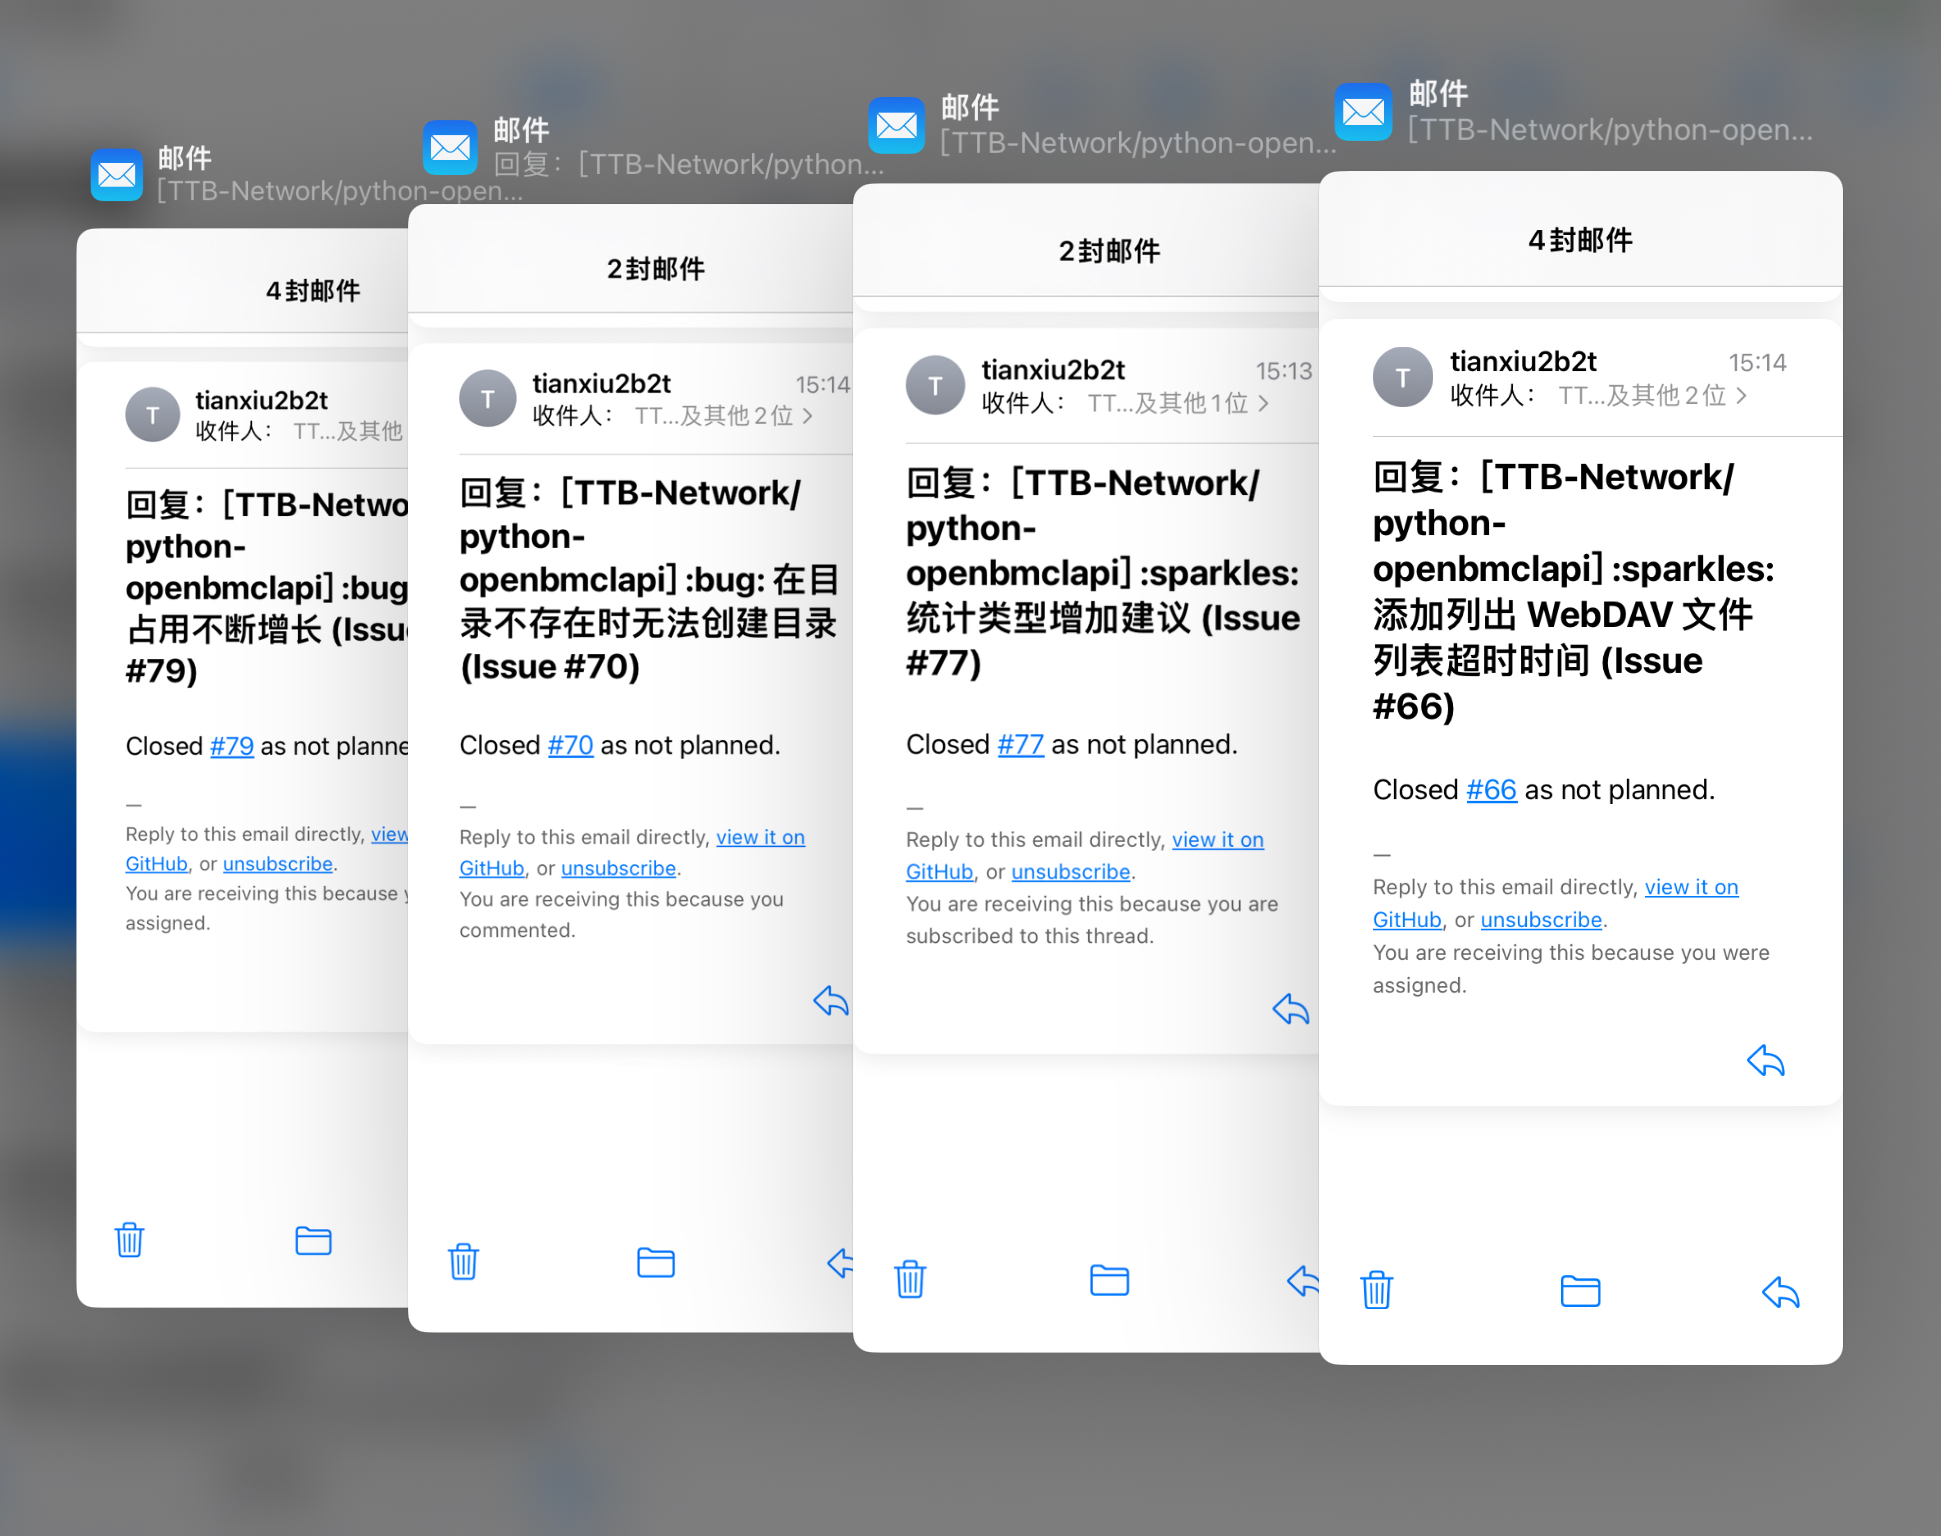 邮件
[TTB-Network/python-open...
4封邮件
T
tianxiu2b2t
收件人： TT...及其他
回复：[TTB-Netwo
python-
openbmclapi] :bug
占用不断增长 (Issu
#79)
Closed #79 as not planne
—
Reply to this email directly, view
GitHub, or unsubscribe.
You are receiving this because y
assigned.
邮件
回复：[TTB-Network/python...
2封邮件
T
tianxiu2b2t
15:14
收件人： TT...及其他 2 位
回复：[TTB-Network/
python-
openbmclapi] :bug: 在目
录不存在时无法创建目录
(Issue #70)
Closed #70 as not planned.
—
Reply to this email directly, view it on
GitHub, or unsubscribe.
You are receiving this because you
commented.
邮件
[TTB-Network/python-open...
2封邮件
T
tianxiu2b2t
15:13
收件人： TT...及其他 1 位
回复：[TTB-Network/
python-
openbmclapi] :sparkles:
统计类型增加建议 (Issue
#77)
Closed #77 as not planned.
—
Reply to this email directly, view it on
GitHub, or unsubscribe.
You are receiving this because you are
subscribed to this thread.
邮件
[TTB-Network/python-open...
4封邮件
T
tianxiu2b2t
15:14
收件人： TT...及其他 2 位
回复：[TTB-Network/
python-
openbmclapi] :sparkles:
添加列出 WebDAV 文件
列表超时时间 (Issue
#66)
Closed #66 as not planned.
—
Reply to this email directly, view it on
GitHub, or unsubscribe.
You are receiving this because you were
assigned.